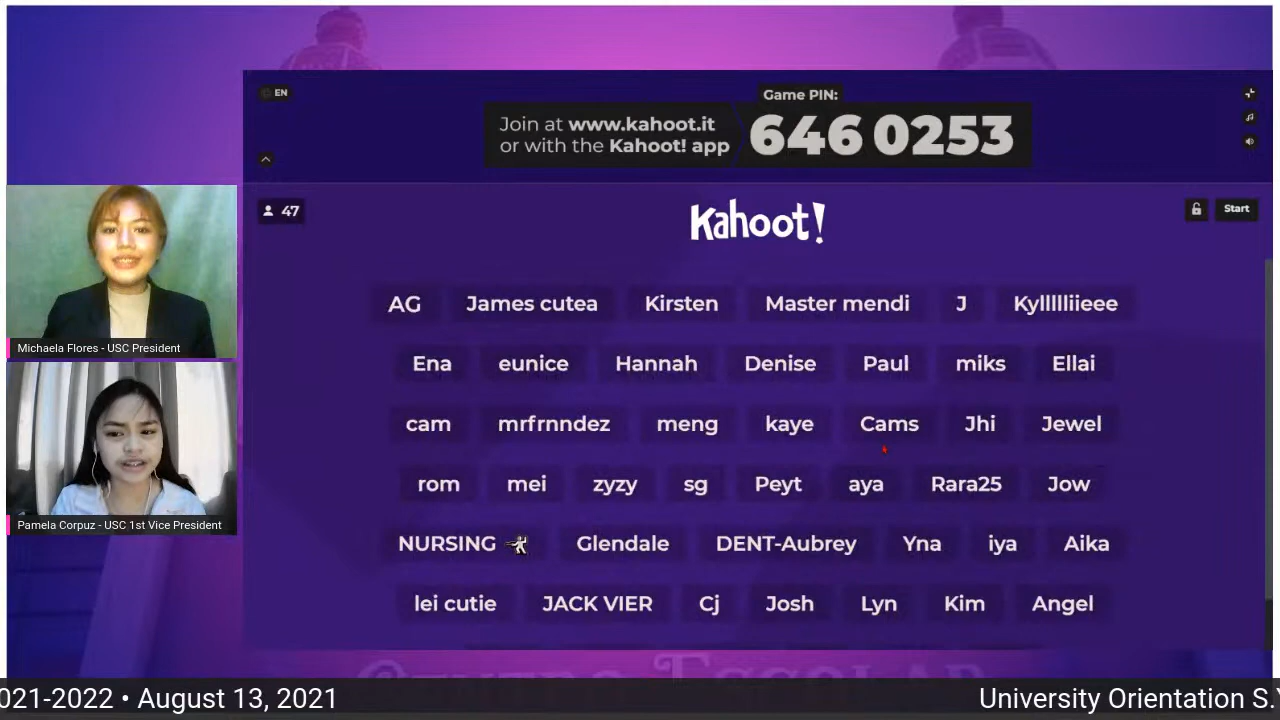 EN
Game PIN:
Join at www.kahoot.it
or with the Kahoot! app
646 0253
47
Kahoot!
Start
AG James cutea Kirsten Master mendi J Kyllllliieee
Ena eunice Hannah Denise Paul miks Ellai
cam mrfrnndez meng kaye Cams Jhi Jewel
rom mei zyzy sg Peyt aya Rara25 Jow
NURSING Glendale DENT-Aubrey Yna iya Aika
lei cutie JACK VIER Cj Josh Lyn Kim Angel
Michaela Flores - USC President
Pamela Corpuz - USC 1st Vice President
Centro Escolar
021-2022 • August 13, 2021
University Orientation S.Y